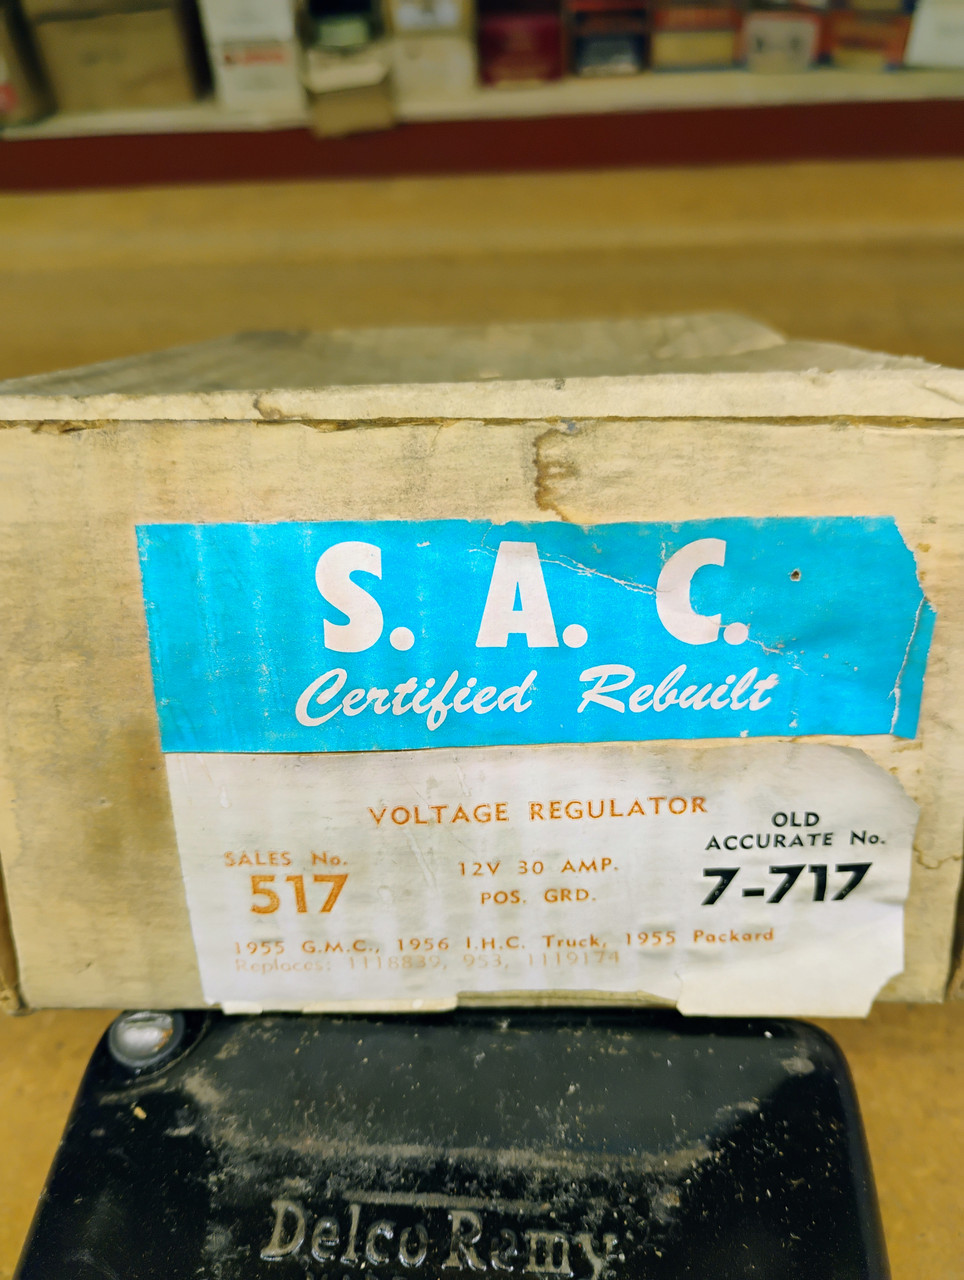 S. A. C.
Certified Rebuilt
VOLTAGE REGULATOR
OLD
ACCURATE No.
7-717
SALES No.
517
12V 30 AMP.
POS. GRD.
1955 G.M.C., 1956 I.H.C. Truck, 1955 Packard
Replaces: 1118839, 953, 1119174
Delco Remy